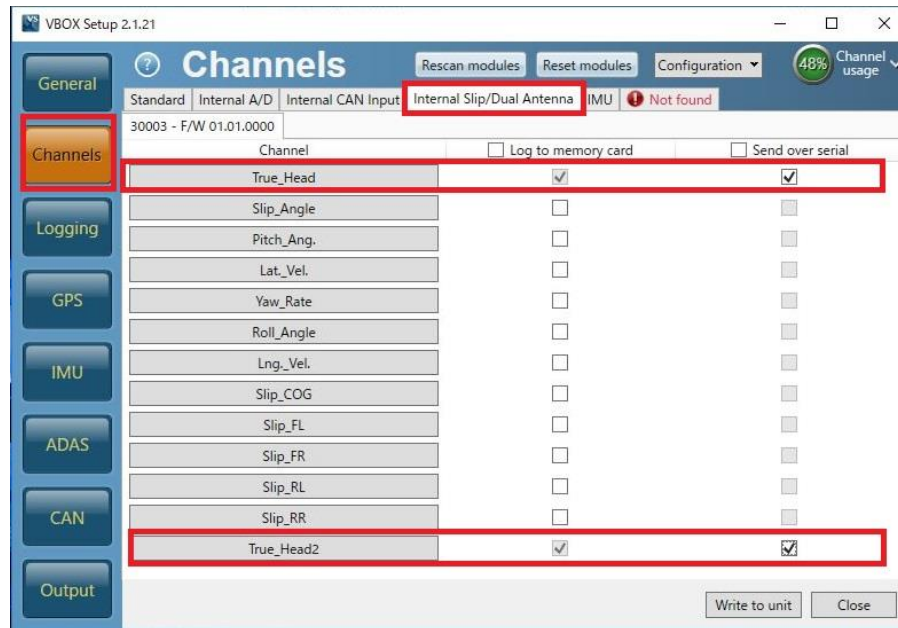 VBOX Setup 2.1.21
General
Channels
Logging
GPS
IMU
ADAS
CAN
Output
? Channels Rescan modules Reset modules Configuration 48% Channel usage
Standard Internal A/D Internal CAN Input Internal Slip/Dual Antenna IMU Not found
30003 - F/W 01.01.0000
Channel Log to memory card Send over serial
True_Head
Slip_Angle
Pitch_Ang.
Lat._Vel.
Yaw_Rate
Roll_Angle
Lng._Vel.
Slip_COG
Slip_FL
Slip_FR
Slip_RL
Slip_RR
True_Head2
Write to unit Close